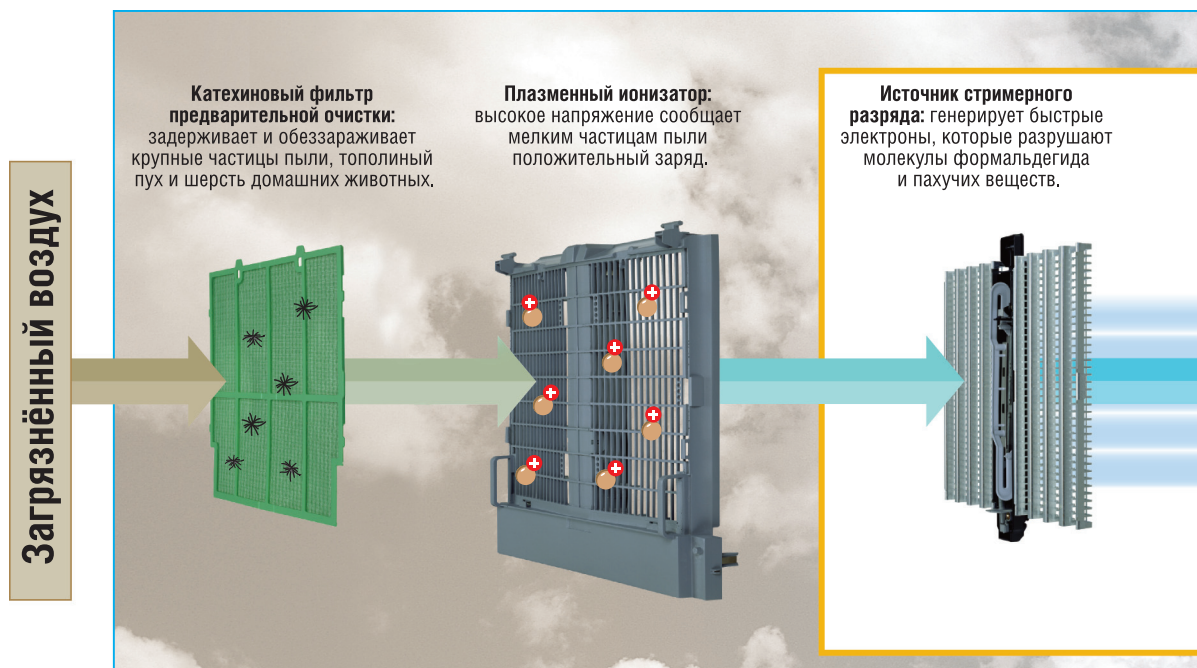 Загрязнённый воздух
Катехиновый фильтр
предварительной очистки:
задерживает и обеззараживает
крупные частицы пыли, тополиный
пух и шерсть домашних животных.
Плазменный ионизатор:
высокое напряжение сообщает
мелким частицам пыли
положительный заряд.
Источник стримерного
разряда: генерирует быстрые
электроны, которые разрушают
молекулы формальдегида
и пахучих веществ.